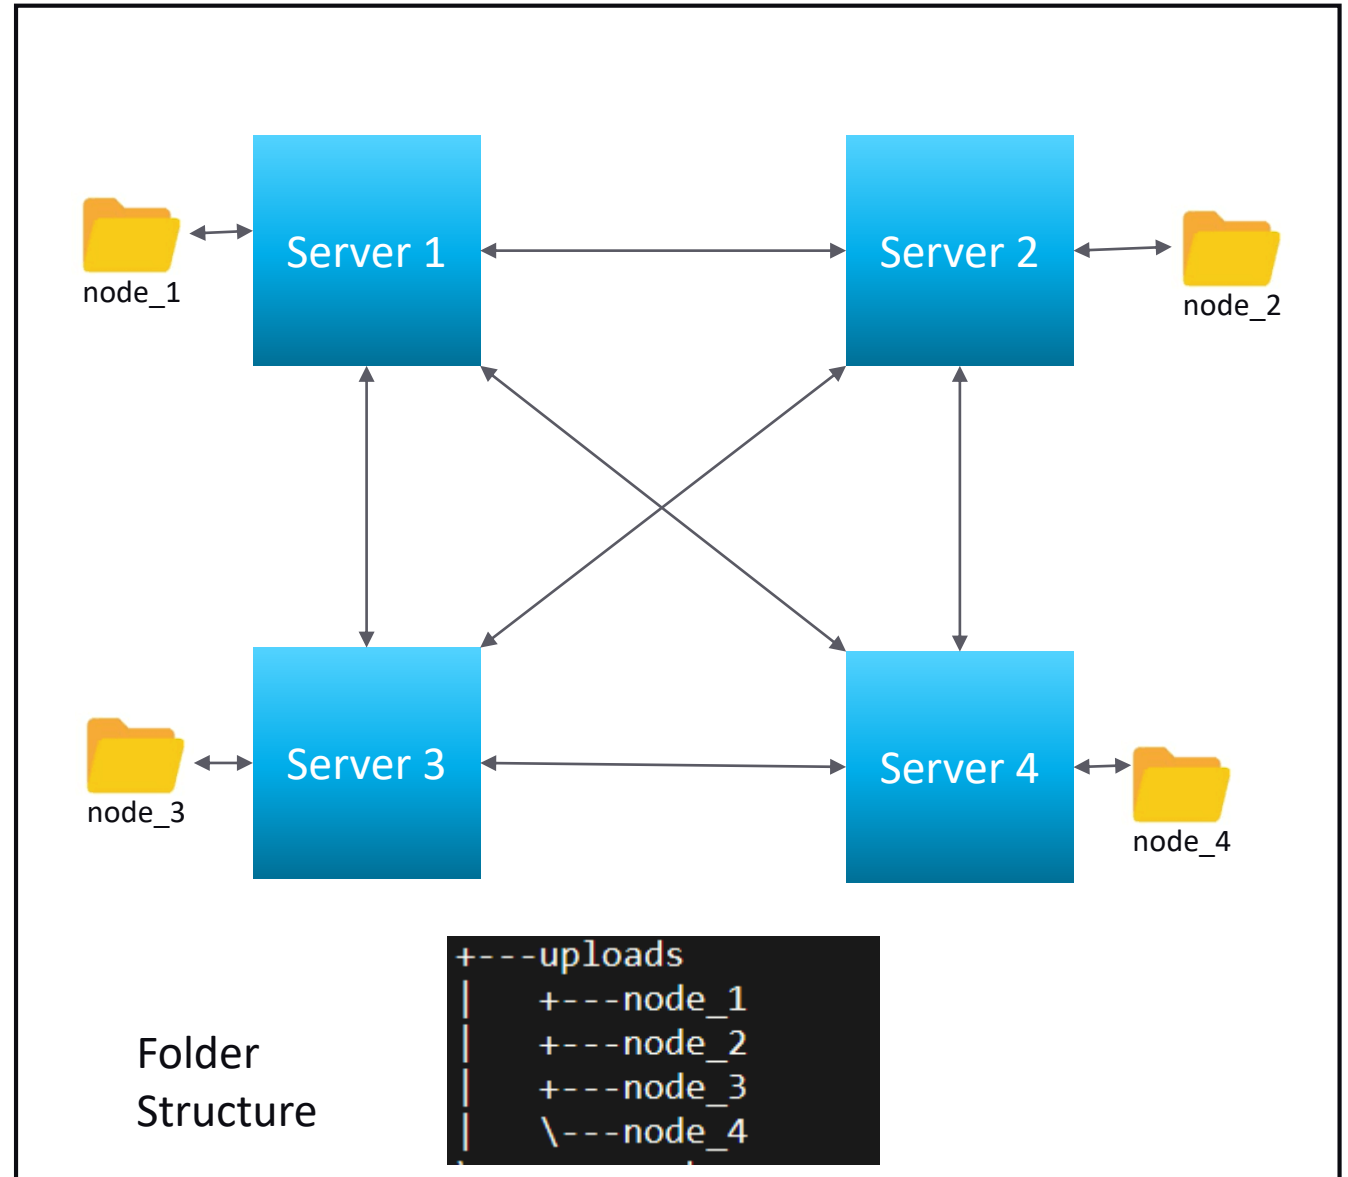 Server 1
Server 2
node_1
node_2
Server 3
Server 4
node_3
node_4
+---uploads
|   +---node_1
|   +---node_2
|   +---node_3
|   \---node_4
Folder
Structure